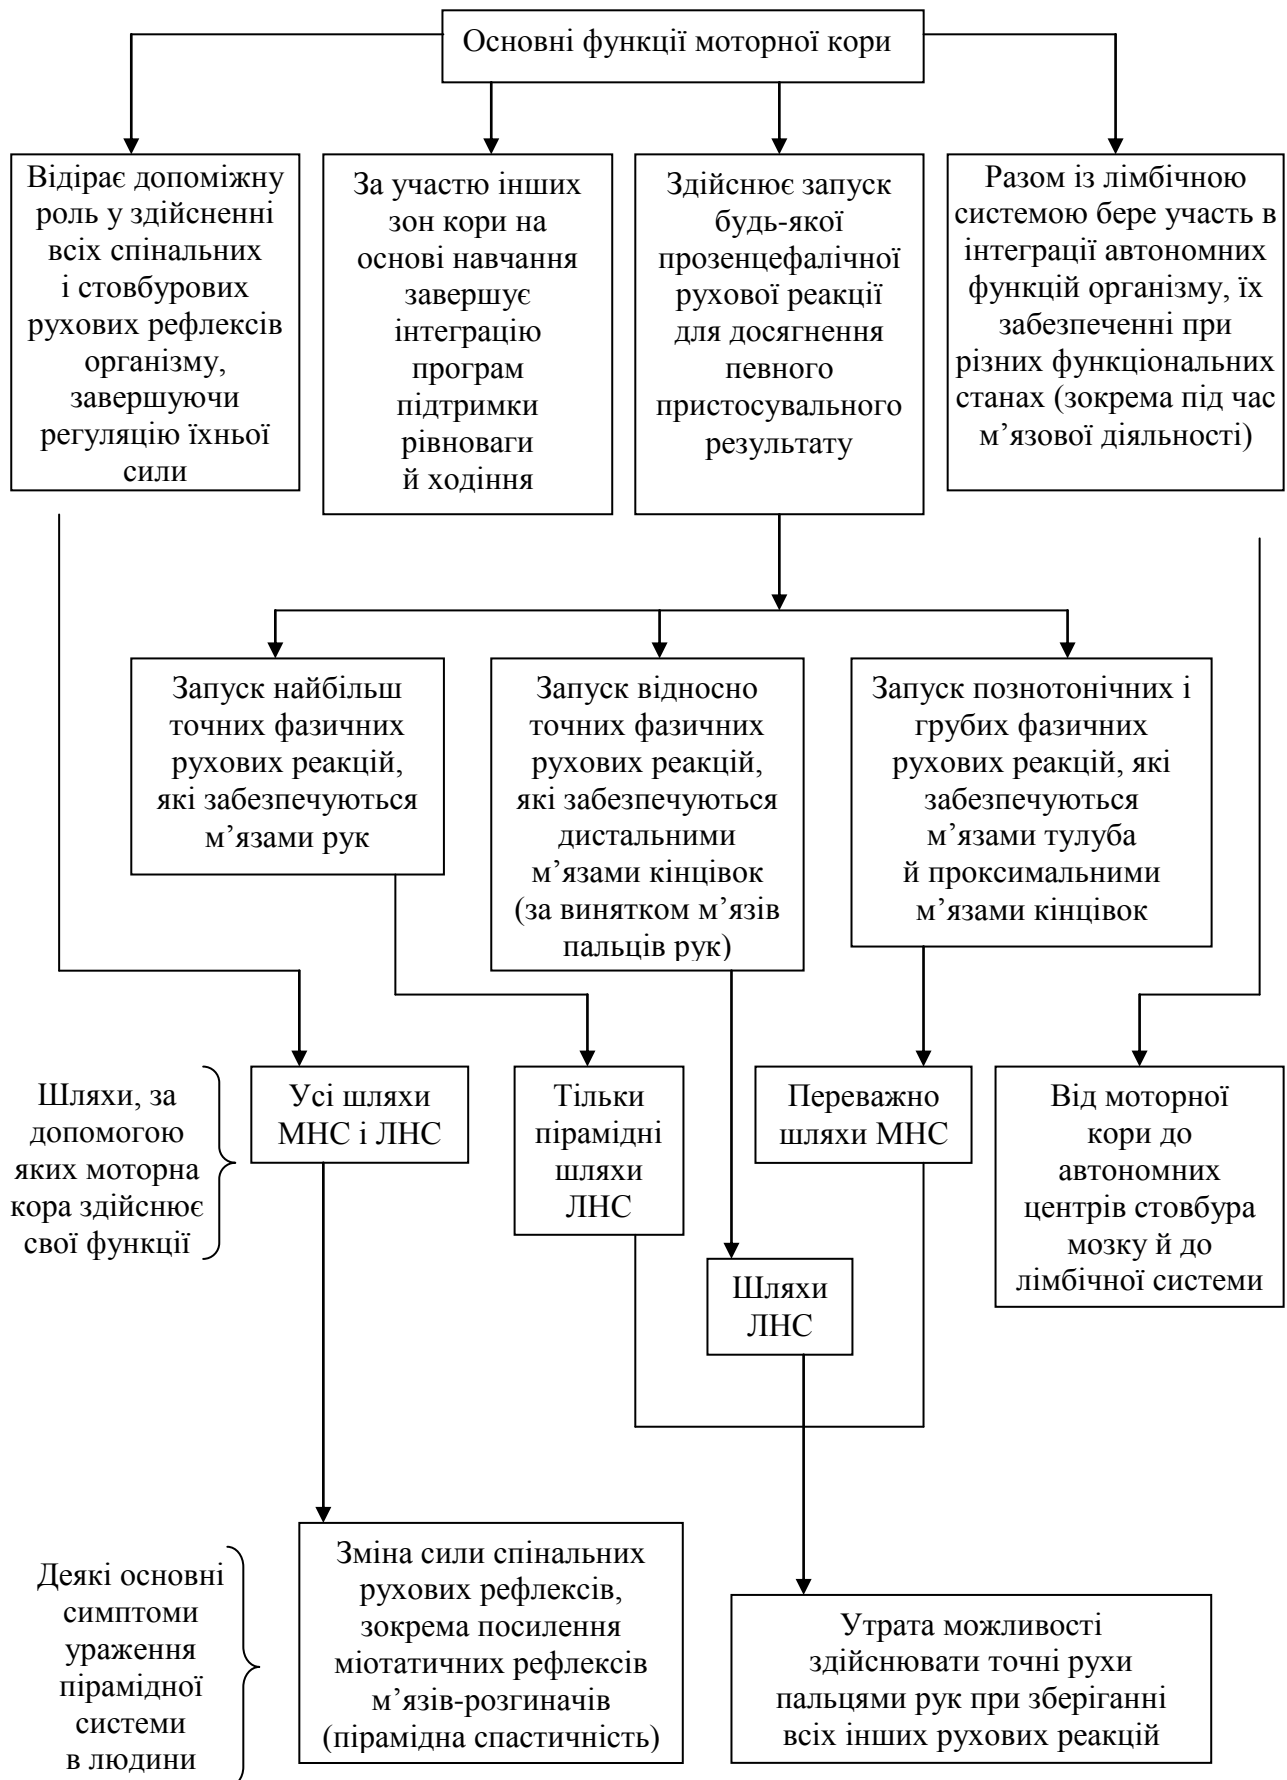 Основні функції моторної кори
Відірає допоміжну
роль у здійсненні
всіх спінальних
і стовбурових
рухових рефлексів
організму,
завершуючи
регуляцію їхньої
сили
За участю інших
зон кори на
основі навчання
завершує
інтеграцію
програм
підтримки
рівноваги
й ходіння
Здійснює запуск
будь-якої
прозенцефалічної
рухової реакції
для досягнення
певного
пристосувального
результату
Разом із лімбічною
системою бере участь в
інтеграції автономних
функцій організму, їх
забезпеченні при
різних функціональних
станах (зокрема під час
м’язової діяльності)
Запуск найбільш
точних фазичних
рухових реакцій,
які забезпечуються
м’язами рук
Запуск відносно
точних фазичних
рухових реакцій,
які забезпечуються
дистальними
м’язами кінцівок
(за винятком м’язів
пальців рук)
Запуск познотонічних і
грубих фазичних
рухових реакцій, які
забезпечуються
м’язами тулуба
й проксимальними
м’язами кінцівок
Шляхи, за
допомогою
яких моторна
кора здійснює
свої функції
Усі шляхи
МНС і ЛНС
Тільки
пірамідні
шляхи
ЛНС
Переважно
шляхи МНС
Від моторної
кори до
автономних
центрів стовбура
мозку й до
лімбічної системи
Шляхи
ЛНС
Деякі основні
симптоми
ураження
пірамідної
системи
в людини
Зміна сили спінальних
рухових рефлексів,
зокрема посилення
міотатичних рефлексів
м’язів-розгиначів
(пірамідна спастичність)
Утрата можливості
здійснювати точні рухи
пальцями рук при зберіганні
всіх інших рухових реакцій